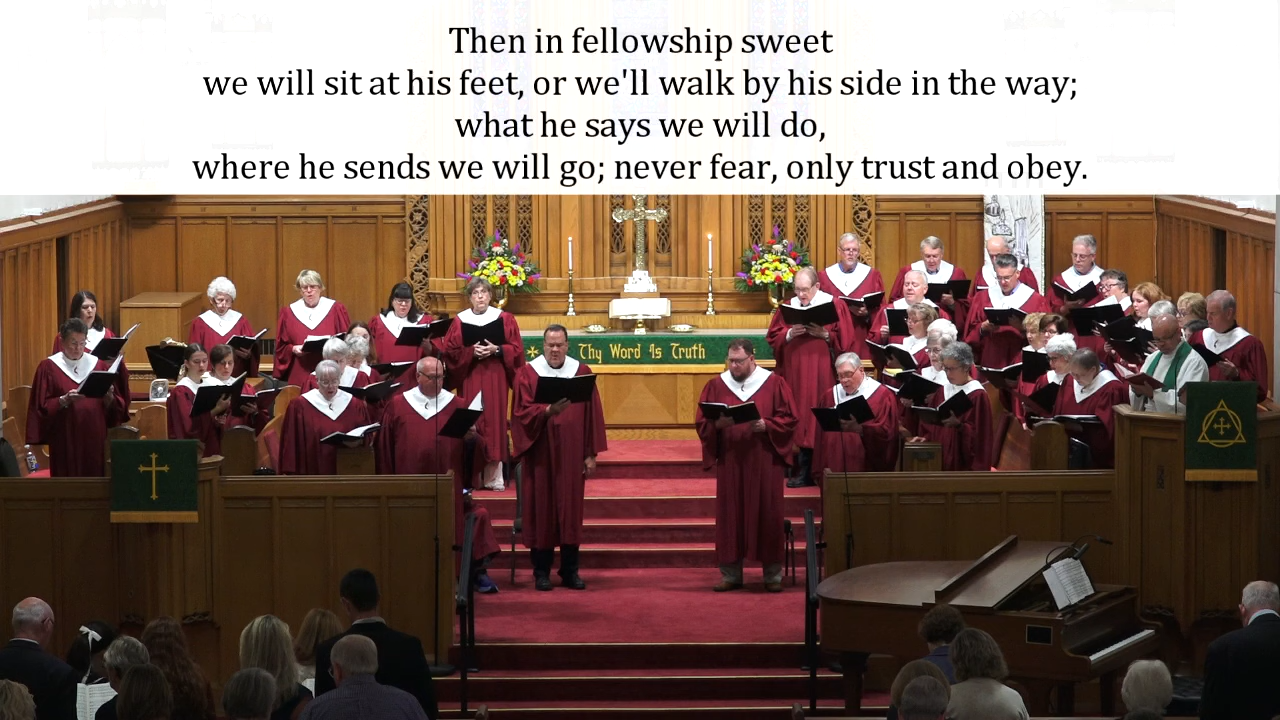 Then in fellowship sweet
we will sit at his feet, or we'll walk by his side in the way;
what he says we will do,
where he sends we will go; never fear, only trust and obey.
Thy Word Is Truth